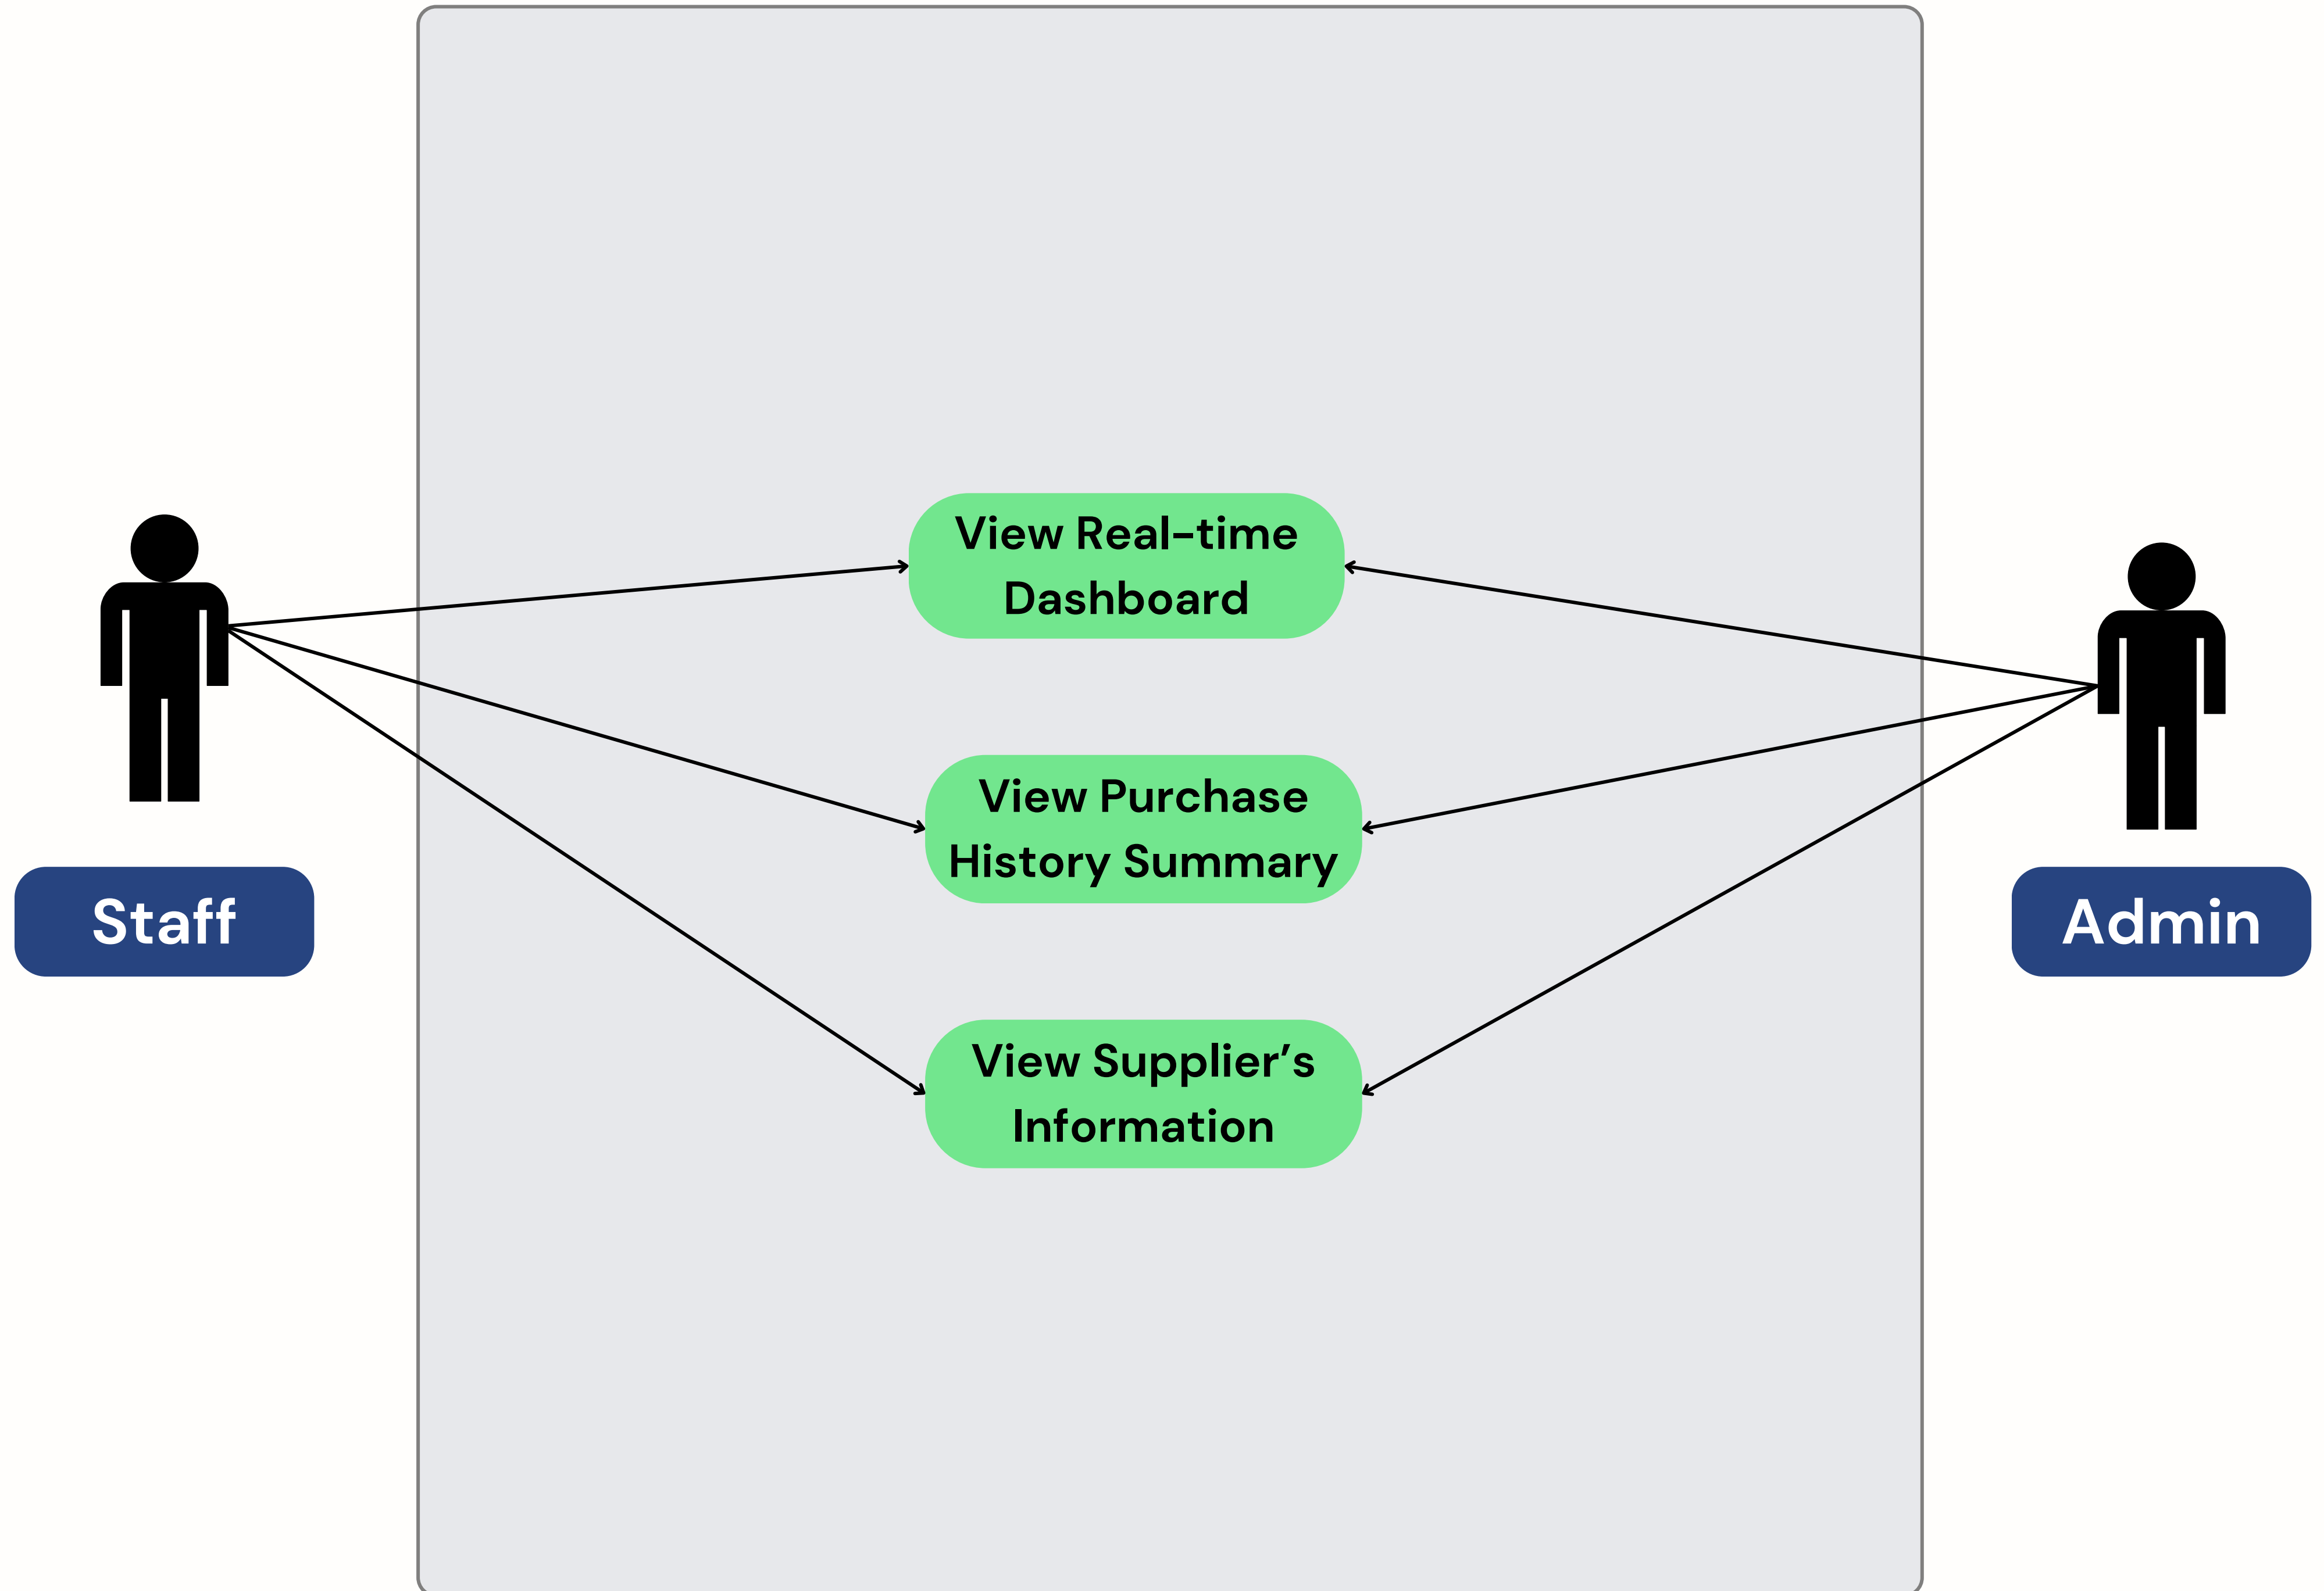 View Real-time
Dashboard
View Purchase
History Summary
Staff
Admin
View Supplier’s
Information